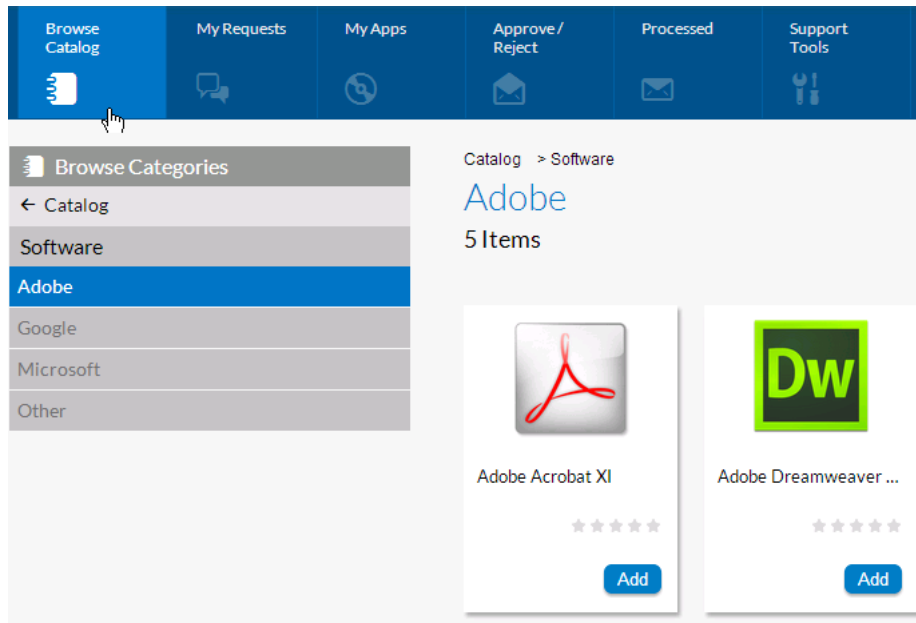 Browse
Catalog
My Requests
My Apps
Approve /
Reject
Processed
Support
Tools
Browse Categories
← Catalog
Software
Adobe
Google
Microsoft
Other
Catalog > Software
Adobe
5 Items
Dw
Adobe Acrobat XI
Adobe Dreamweaver ...
Add
Add